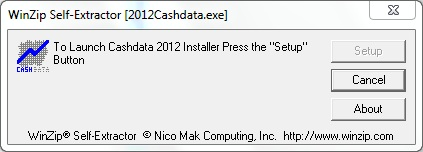 WinZip Self-Extractor [2012Cashdata.exe]
To Launch Cashdata 2012 Installer Press the "Setup"
Button
CASHDATA
Setup
Cancel
About
WinZip® Self-Extractor © Nico Mak Computing, Inc. http://www.winzip.com